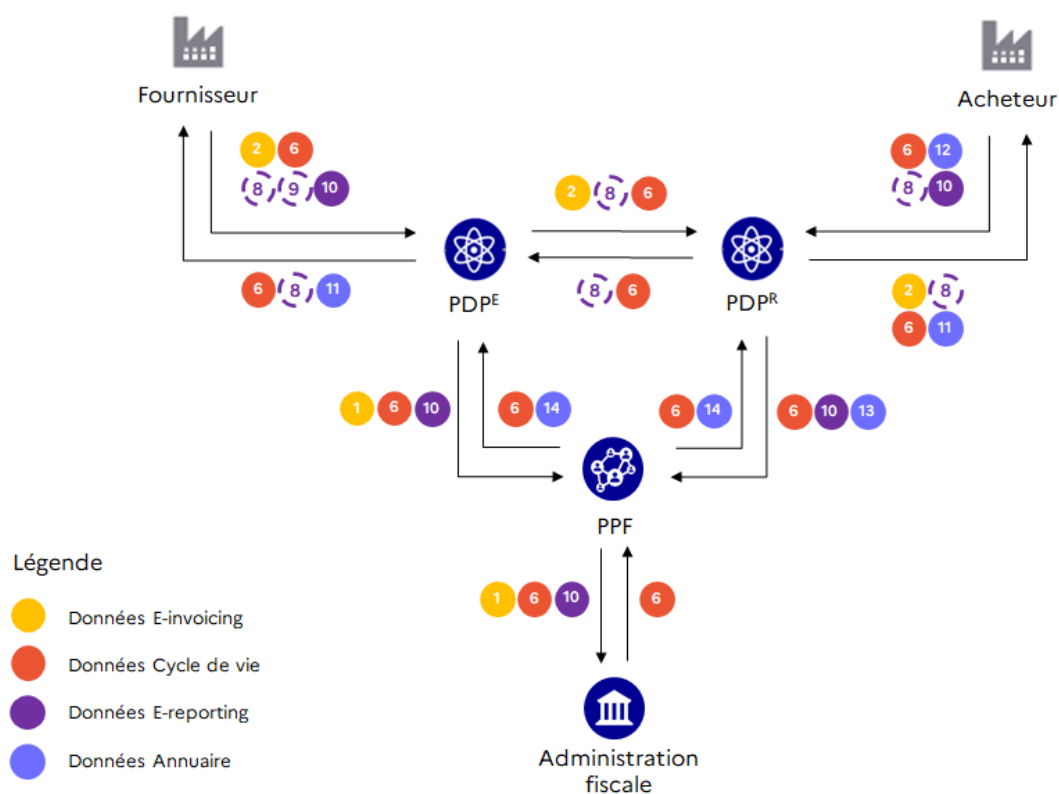 Fournisseur
Acheteur
2 6
8 9 10
6 12
8 10
2 8 6
6 8 11
8 6
2 8
6 11
PDPᴱ
PDPᴿ
1 6 10
6 14
6 14
6 10 13
PPF
Légende
1 6 10
6
Données E-invoicing
Données Cycle de vie
Données E-reporting
Données Annuaire
Administration
fiscale